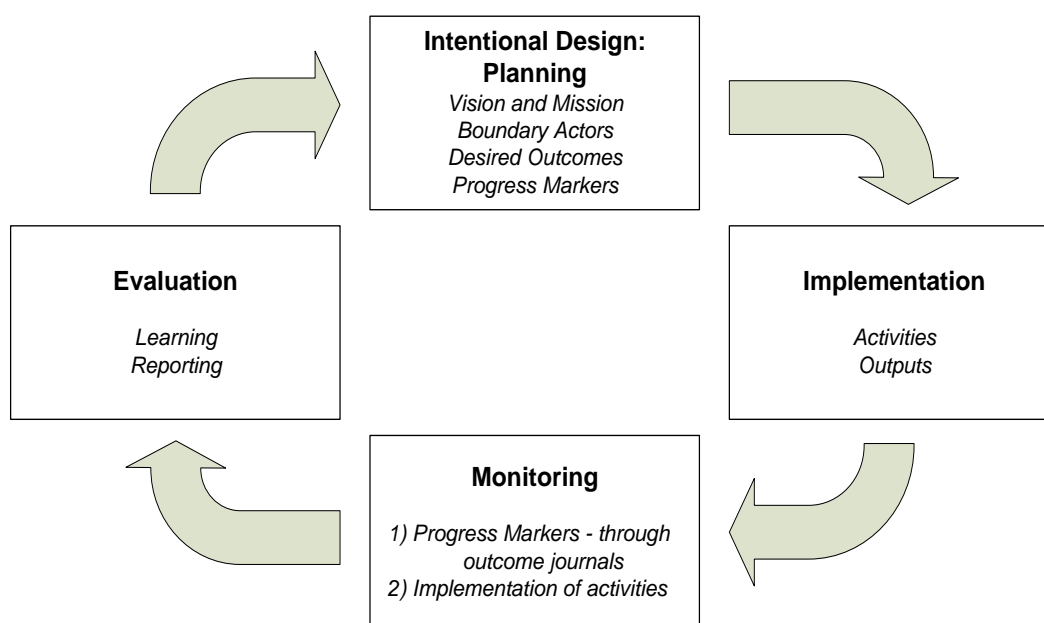 Intentional Design:
Planning
Vision and Mission
Boundary Actors
Desired Outcomes
Progress Markers
Evaluation
Learning
Reporting
Implementation
Activities
Outputs
Monitoring
1) Progress Markers - through
outcome journals
2) Implementation of activities